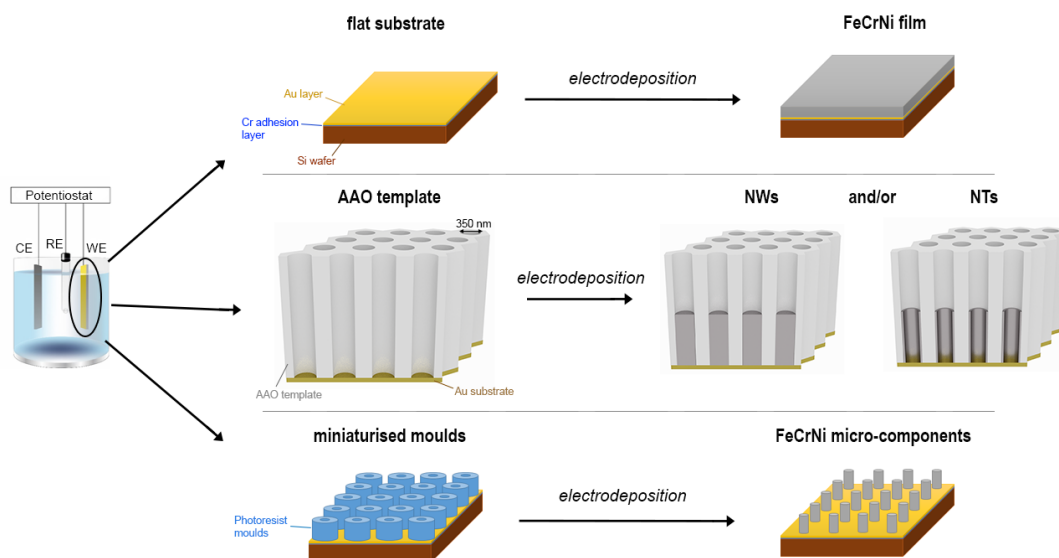 flat substrate
FeCrNi film
electrodeposition
Au layer
Cr adhesion
layer
Si wafer
Potentiostat
CE
RE
WE
AAO template
NWs
and/or
NTs
350 nm
electrodeposition
AAO template
Au substrate
miniaturised moulds
FeCrNi micro-components
electrodeposition
Photoresist
moulds